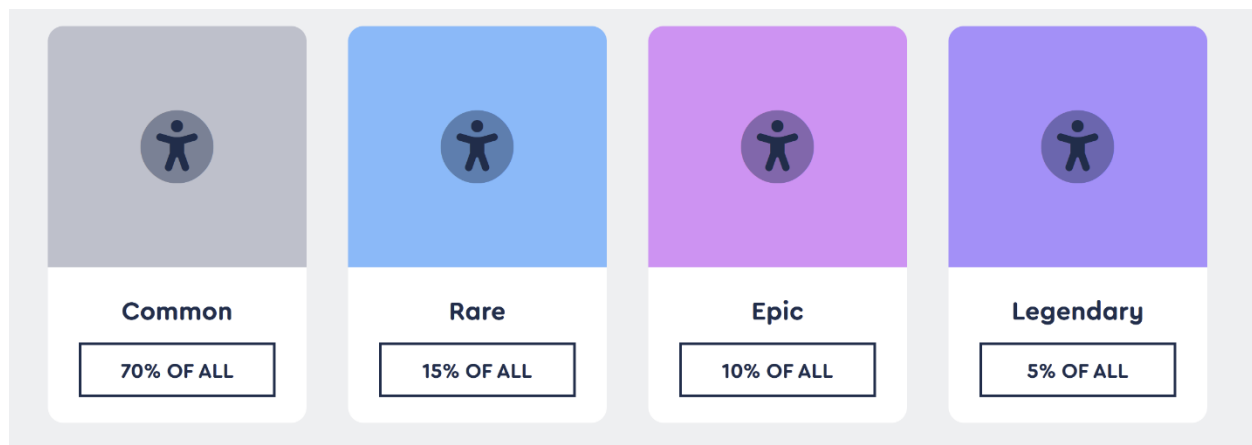 Common
70% OF ALL
Rare
15% OF ALL
Epic
10% OF ALL
Legendary
5% OF ALL